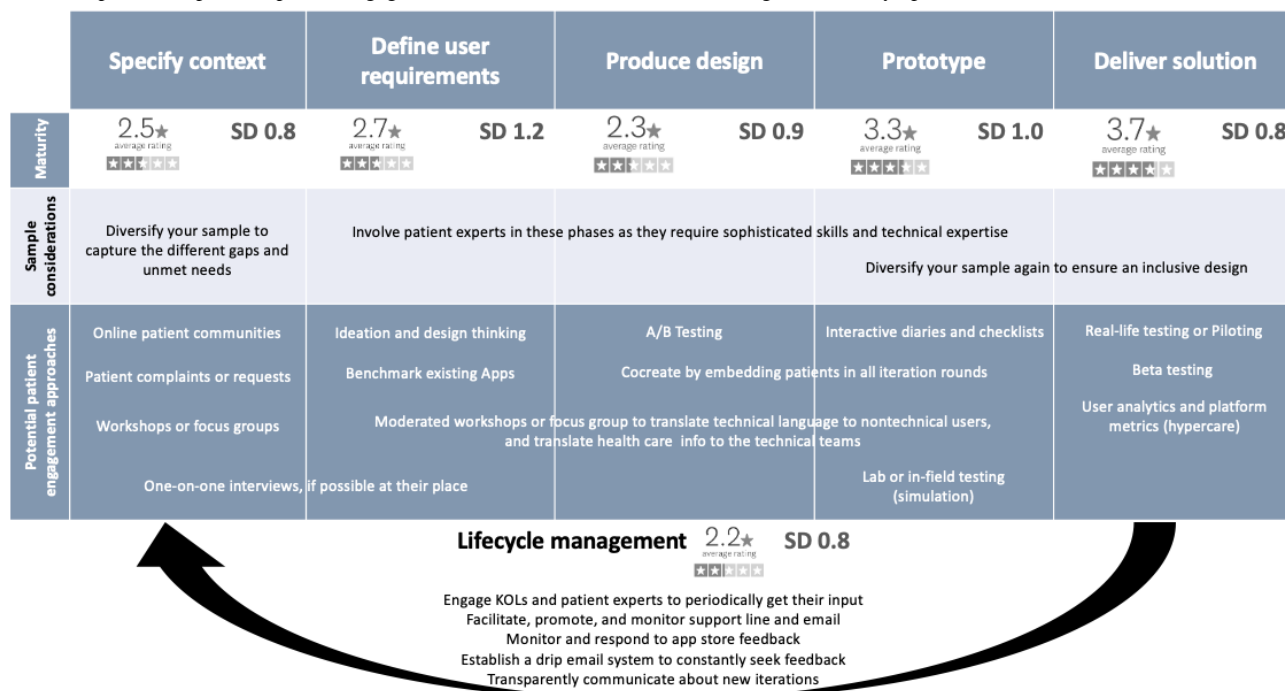 Specify context
Define user
requirements
Produce design
Prototype
Deliver solution
Maturity
2.5★
average rating
SD 0.8
2.7★
average rating
SD 1.2
2.3★
average rating
SD 0.9
3.3★
average rating
SD 1.0
3.7★
average rating
SD 0.8
Sample
considerations
Diversify your sample to
capture the different gaps and
unmet needs
Involve patient experts in these phases as they require sophisticated skills and technical expertise
Diversify your sample again to ensure an inclusive design
Potential patient
engagement approaches
Online patient communities
Ideation and design thinking
A/B Testing
Interactive diaries and checklists
Real-life testing or Piloting
Patient complaints or requests
Benchmark existing Apps
Cocreate by embedding patients in all iteration rounds
Beta testing
Workshops or focus groups
Moderated workshops or focus group to translate technical language to nontechnical users,
and translate health care info to the technical teams
User analytics and platform
metrics (hypercare)
One-on-one interviews, if possible at their place
Lab or in-field testing
(simulation)
Lifecycle management
2.2★
average rating
SD 0.8
Engage KOLs and patient experts to periodically get their input
Facilitate, promote, and monitor support line and email
Monitor and respond to app store feedback
Establish a drip email system to constantly seek feedback
Transparently communicate about new iterations